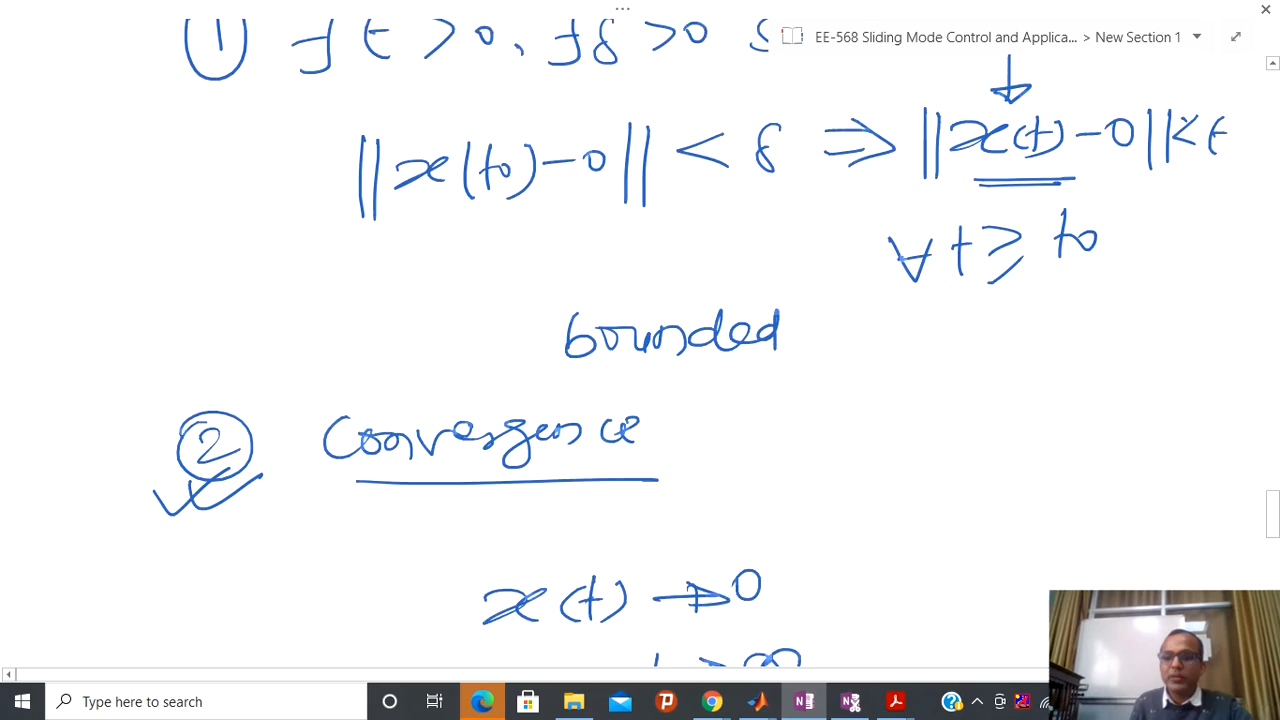 EE-568 Sliding Mode Control and Applica... > New Section 1
① ∃ ϵ > 0, ∃ δ > 0
||x(t0) - 0|| < δ ⇒ ||x(t) - 0|| < ϵ
∀ t ≥ t0
bounded
② Convergence
x(t) → 0
Type here to search